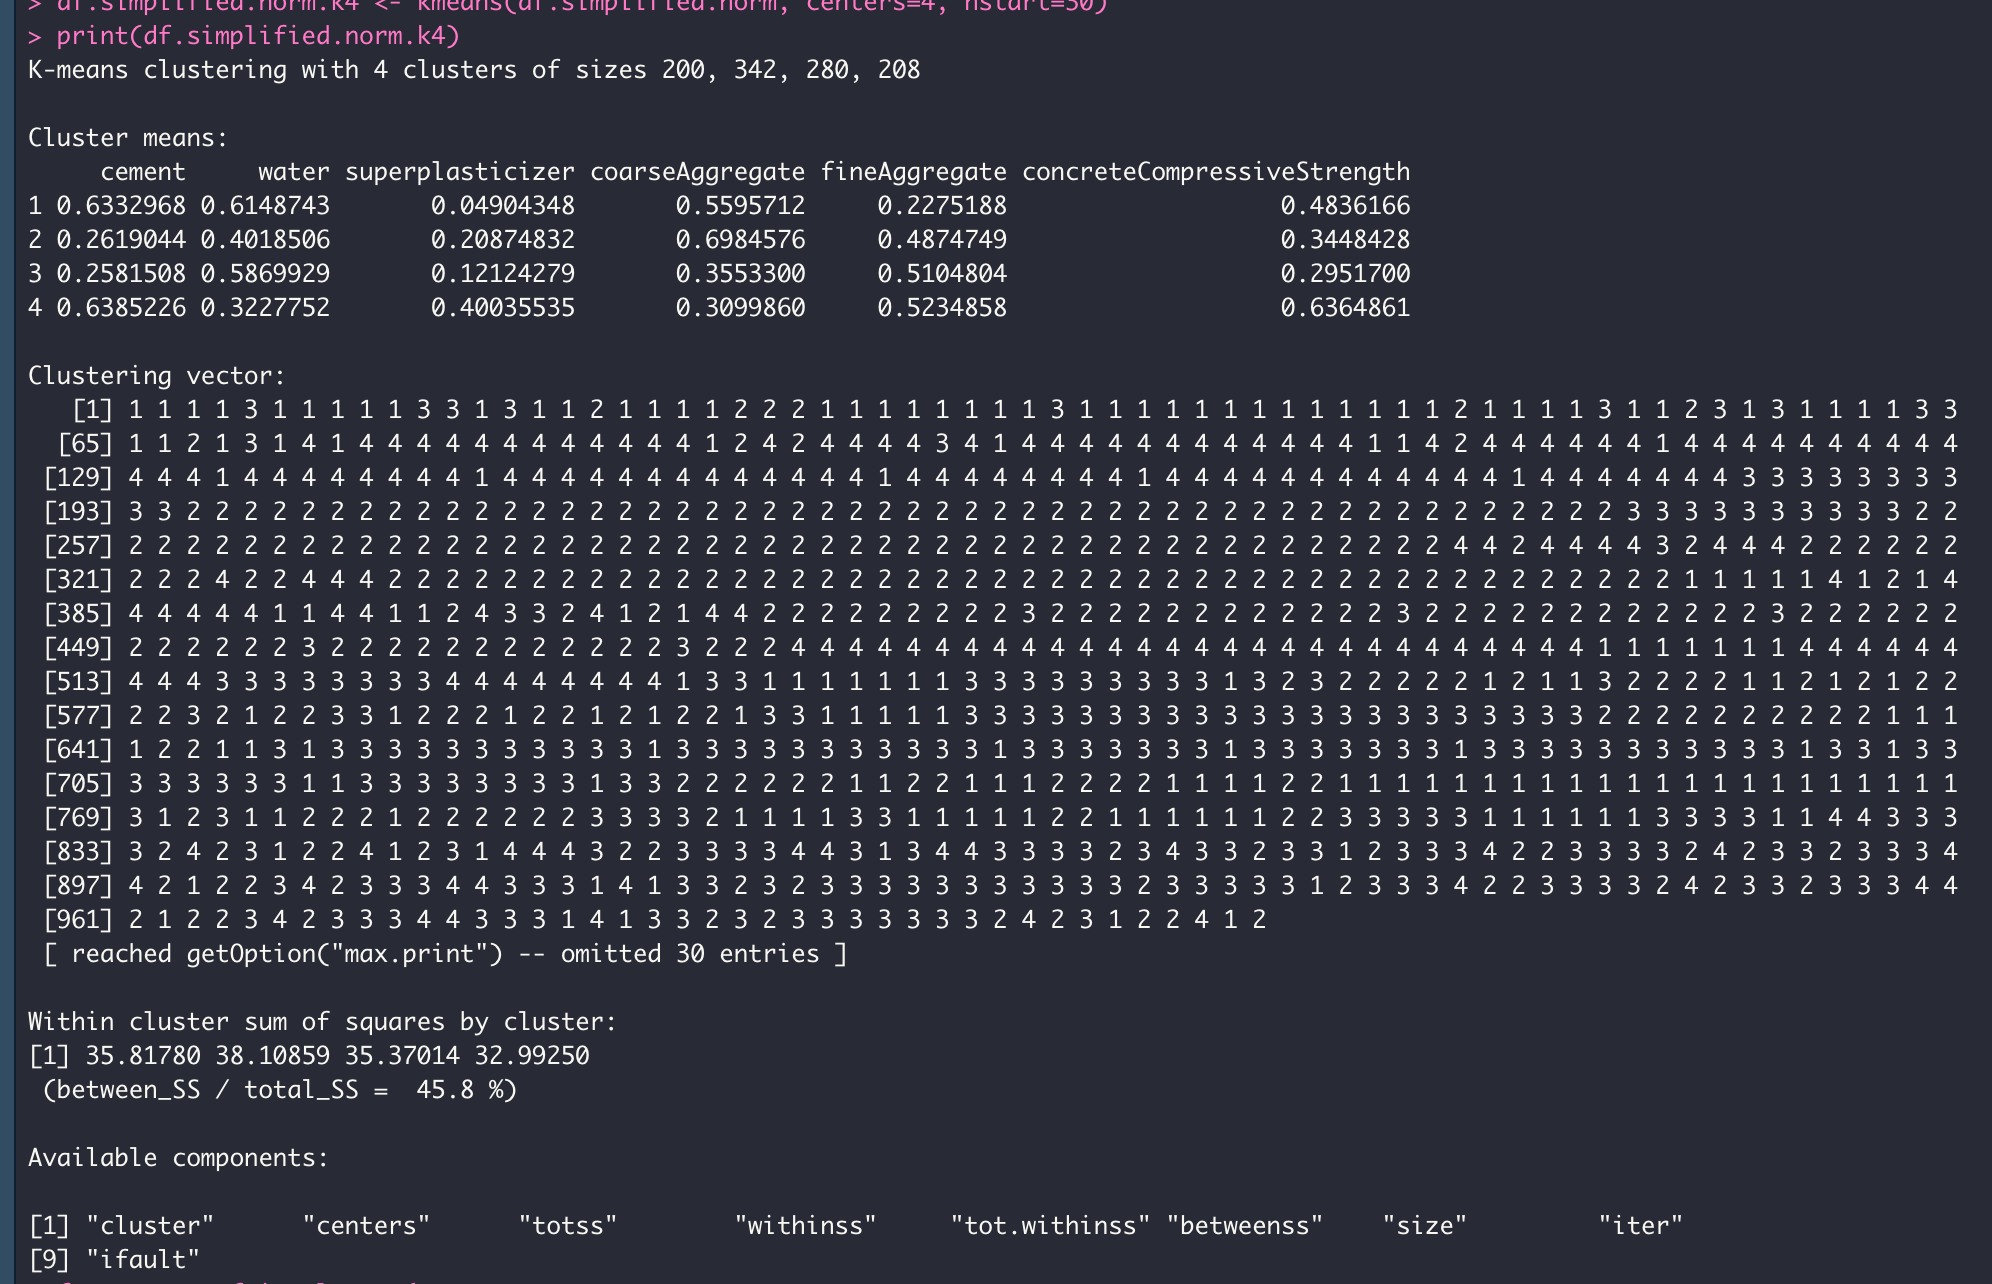 > df.simplified.norm.k4 <- kmeans(df.simplified.norm, centers=4, nstart=50)
> print(df.simplified.norm.k4)
K-means clustering with 4 clusters of sizes 200, 342, 280, 208
Cluster means:
cement water superplasticizer coarseAggregate fineAggregate concreteCompressiveStrength
1 0.6332968 0.6148743 0.04904348 0.5595712 0.2275188 0.4836166
2 0.2619044 0.4018506 0.20874832 0.6984576 0.4874749 0.3448428
3 0.2581508 0.5869929 0.12124279 0.3553300 0.5104804 0.2951700
4 0.6385226 0.3227752 0.40035535 0.3099860 0.5234858 0.6364861
Clustering vector:
[1] 1 1 1 1 3 1 1 1 1 1 3 3 1 3 1 1 2 1 1 1 1 2 2 2 1 1 1 1 1 1 1 1 3 1 1 1 1 1 1 1 1 1 1 1 1 1 2 1 1 1 1 3 1 1 2 3 1 3 1 1 1 1 3 3
[65] 1 1 2 1 3 1 4 1 4 4 4 4 4 4 4 4 4 4 4 4 1 2 4 2 4 4 4 4 3 4 1 4 4 4 4 4 4 4 4 4 4 4 4 1 1 4 2 4 4 4 4 4 4 1 4 4 4 4 4 4 4 4 4 4
[129] 4 4 4 1 4 4 4 4 4 4 4 4 1 4 4 4 4 4 4 4 4 4 4 4 4 4 1 4 4 4 4 4 4 4 4 1 4 4 4 4 4 4 4 4 4 4 4 4 1 4 4 4 4 4 4 4 3 3 3 3 3 3 3 3
[193] 3 3 2 2 2 2 2 2 2 2 2 2 2 2 2 2 2 2 2 2 2 2 2 2 2 2 2 2 2 2 2 2 2 2 2 2 2 2 2 2 2 2 2 2 2 2 2 2 2 2 2 2 3 3 3 3 3 3 3 3 3 3 2 2
[257] 2 2 2 2 2 2 2 2 2 2 2 2 2 2 2 2 2 2 2 2 2 2 2 2 2 2 2 2 2 2 2 2 2 2 2 2 2 2 2 2 2 2 2 2 2 2 4 4 2 4 4 4 4 3 2 4 4 4 2 2 2 2 2 2
[321] 2 2 2 4 2 2 4 4 4 2 2 2 2 2 2 2 2 2 2 2 2 2 2 2 2 2 2 2 2 2 2 2 2 2 2 2 2 2 2 2 2 2 2 2 2 2 2 2 2 2 2 2 2 2 1 1 1 1 1 4 1 2 1 4
[385] 4 4 4 4 4 1 1 4 4 1 1 2 4 3 3 2 4 1 2 1 4 4 2 2 2 2 2 2 2 2 2 3 2 2 2 2 2 2 2 2 2 2 2 2 3 2 2 2 2 2 2 2 2 2 2 2 2 3 2 2 2 2 2 2
[449] 2 2 2 2 2 2 3 2 2 2 2 2 2 2 2 2 2 2 2 3 2 2 2 4 4 4 4 4 4 4 4 4 4 4 4 4 4 4 4 4 4 4 4 4 4 4 4 4 4 4 4 1 1 1 1 1 1 1 4 4 4 4 4 4
[513] 4 4 4 3 3 3 3 3 3 3 3 4 4 4 4 4 4 4 4 1 3 3 1 1 1 1 1 1 1 3 3 3 3 3 3 3 3 3 1 3 2 3 2 2 2 2 2 1 2 1 1 3 2 2 2 2 1 1 2 1 2 1 2 2
[577] 2 2 3 2 1 2 2 3 3 1 2 2 2 1 2 2 1 2 1 2 2 1 3 3 1 1 1 1 1 3 3 3 3 3 3 3 3 3 3 3 3 3 3 3 3 3 3 3 3 3 3 2 2 2 2 2 2 2 2 2 2 1 1 1
[641] 1 2 2 1 1 3 1 3 3 3 3 3 3 3 3 3 3 3 1 3 3 3 3 3 3 3 3 3 3 3 1 3 3 3 3 3 3 3 1 3 3 3 3 3 3 3 1 3 3 3 3 3 3 3 3 3 3 3 1 3 3 1 3 3
[705] 3 3 3 3 3 3 1 1 3 3 3 3 3 3 3 3 1 3 3 2 2 2 2 2 2 1 1 2 2 1 1 1 2 2 2 2 1 1 1 1 2 2 1 1 1 1 1 1 1 1 1 1 1 1 1 1 1 1 1 1 1 1 1 1
[769] 3 1 2 3 1 1 2 2 2 1 2 2 2 2 2 2 3 3 3 3 2 1 1 1 1 3 3 1 1 1 1 1 2 2 1 1 1 1 1 1 2 2 3 3 3 3 3 1 1 1 1 1 1 3 3 3 3 1 1 4 4 3 3 3
[833] 3 2 4 2 3 1 2 2 4 1 2 3 1 4 4 4 3 2 2 3 3 3 3 4 4 3 1 3 4 4 3 3 3 3 2 3 4 3 3 2 3 3 1 2 3 3 3 4 2 2 3 3 3 3 2 4 2 3 3 2 3 3 3 4
[897] 4 2 1 2 2 3 4 2 3 3 3 4 4 3 3 3 1 4 1 3 3 2 3 2 3 3 3 3 3 3 3 3 3 3 3 2 3 3 3 3 3 1 2 3 3 3 4 2 2 3 3 3 3 2 4 2 3 3 2 3 3 3 4 4
[961] 2 1 2 2 3 4 2 3 3 3 4 4 3 3 3 1 4 1 3 3 2 3 2 3 3 3 3 3 3 3 2 4 2 3 1 2 2 4 1 2
[ reached getOption("max.print") -- omitted 30 entries ]
Within cluster sum of squares by cluster:
[1] 35.81780 38.10859 35.37014 32.99250
(between_SS / total_SS = 45.8 %)
Available components:
[1] "cluster" "centers" "totss" "withinss" "tot.withinss" "betweenss" "size" "iter"
[9] "ifault"